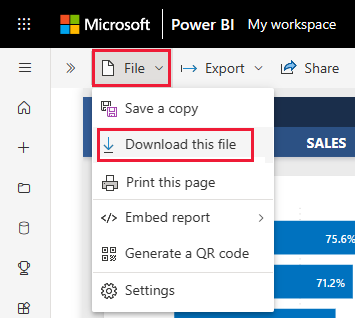 Microsoft Power BI My workspace
File Export Share
Save a copy
Download this file
SALES
Print this page
Embed report
75.6%
Generate a QR code
71.2%
Settings